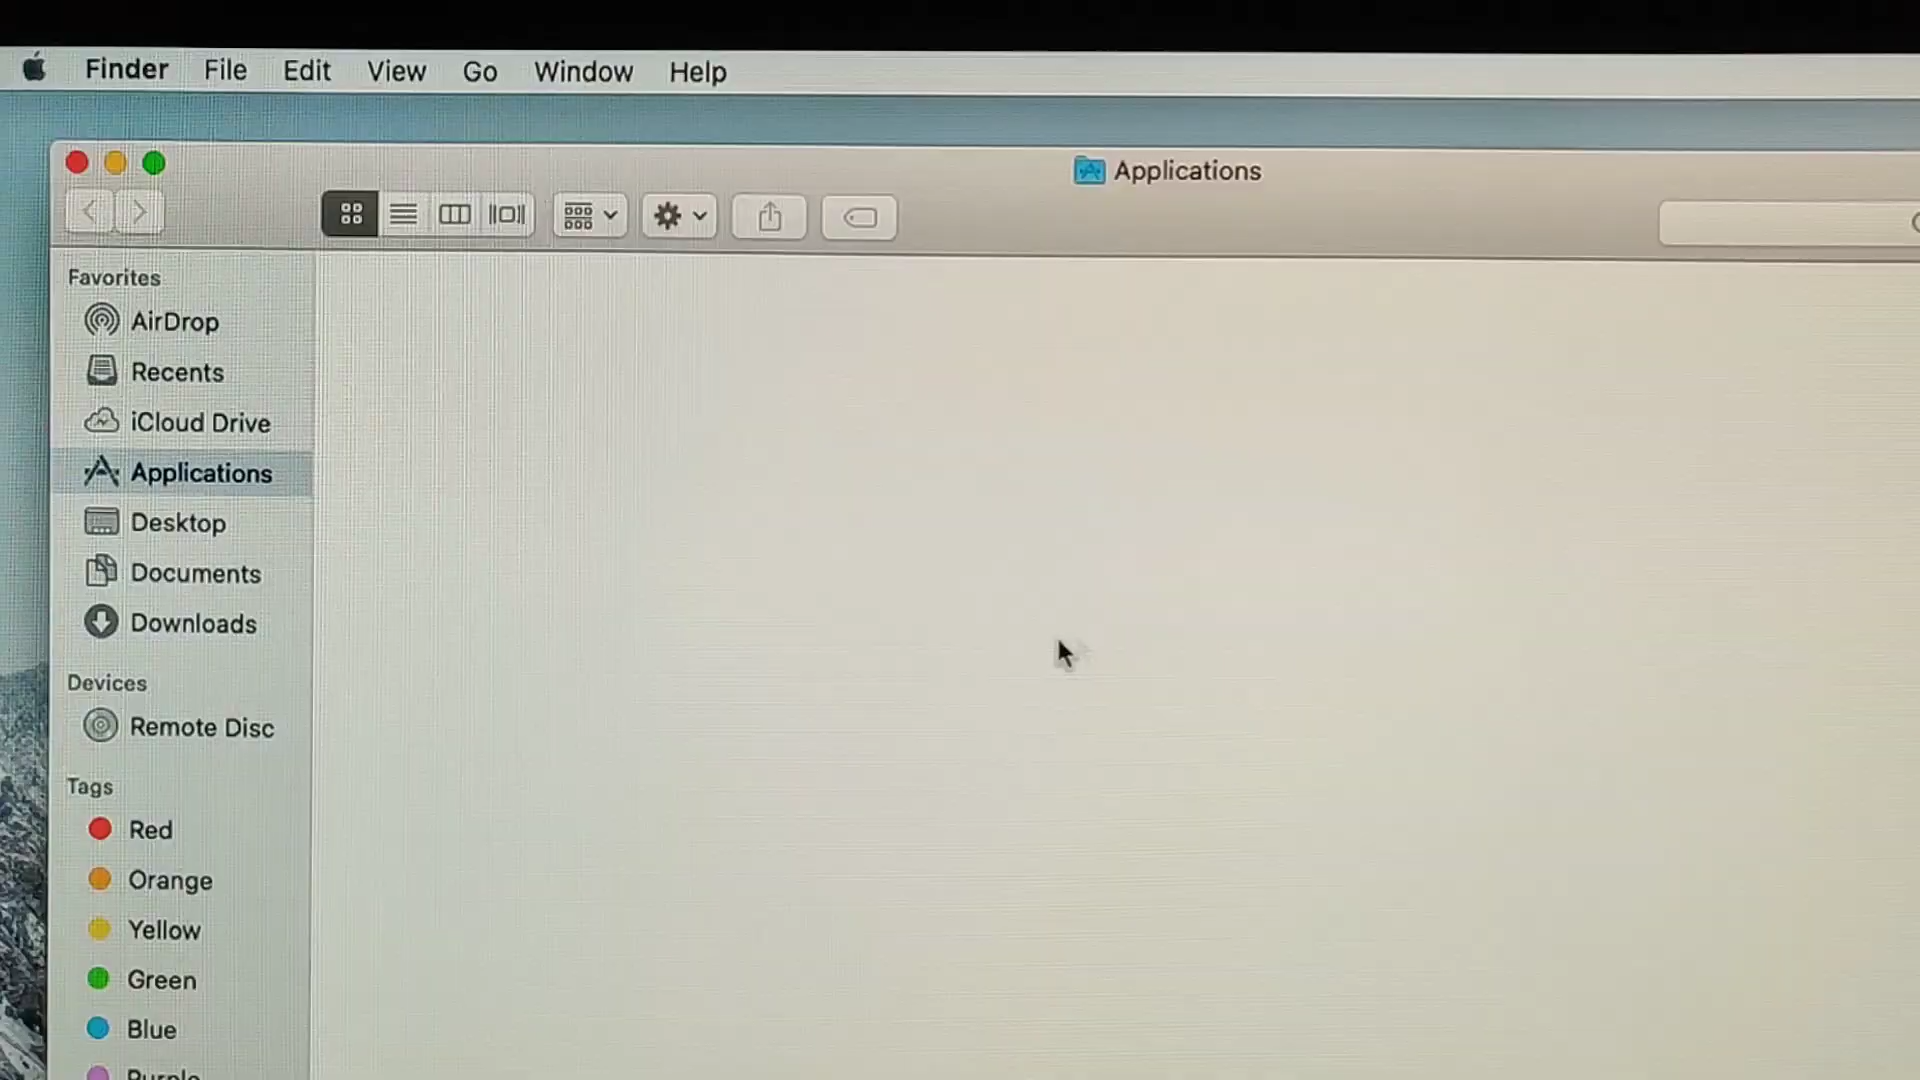 Finder File Edit View Go Window Help
Applications
Favorites
AirDrop
Recents
iCloud Drive
Applications
Desktop
Documents
Downloads
Devices
Remote Disc
Tags
Red
Orange
Yellow
Green
Blue
Purple